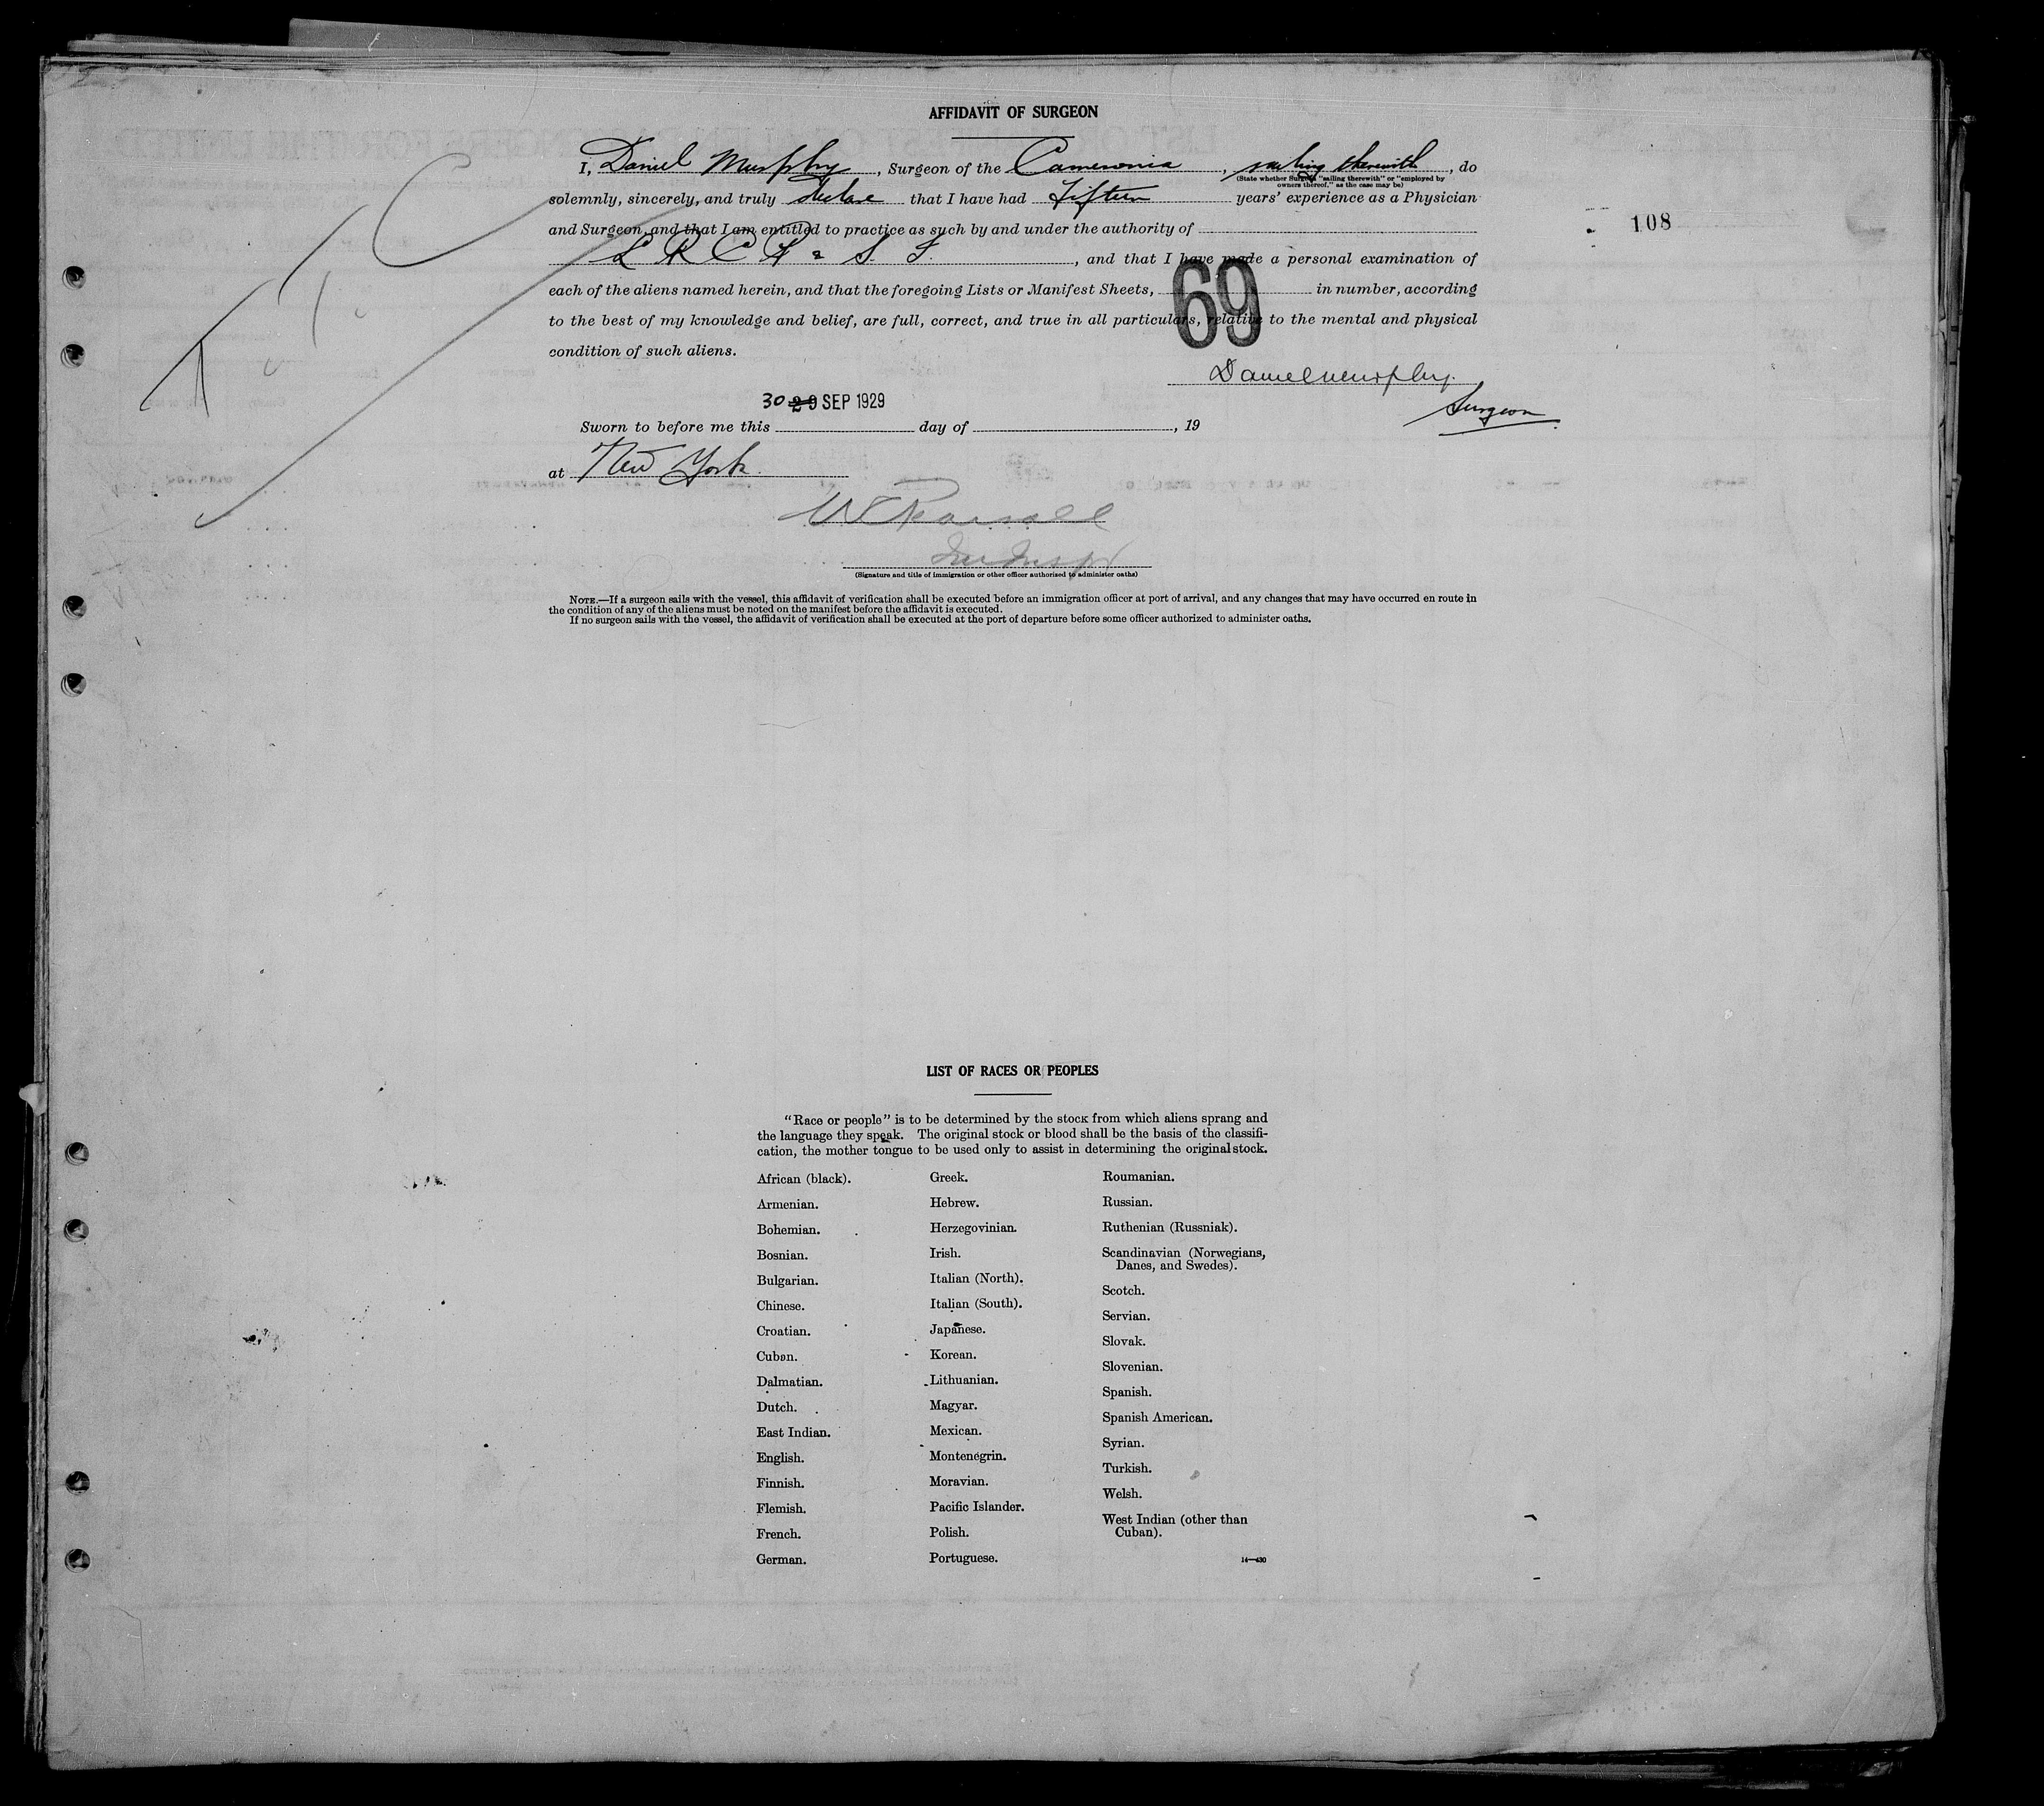 AFFIDAVIT OF SURGEON
I, Daniel Murphy, Surgeon of the Cameronia, sailing therewith, do
(State whether Surgeon "sailing therewith" or "employed by
owners thereof," as the case may be)
solemnly, sincerely, and truly declare that I have had Fifteen years' experience as a Physician
and Surgeon, and that I am entitled to practice as such by and under the authority of
L R C P & S I, and that I have made a personal examination of
108
each of the aliens named herein, and that the foregoing Lists or Manifest Sheets, 69 in number, according
to the best of my knowledge and belief, are full, correct, and true in all particulars, relative to the mental and physical
condition of such aliens.
Daniel Murphy
Surgeon
30 29 SEP 1929
Sworn to before me this day of , 19
at New York
(Signature and title of immigration or other officer authorized to administer oaths)
NOTE.—If a surgeon sails with the vessel, this affidavit of verification shall be executed before an immigration officer at port of arrival, and any changes that may have occurred en route in
the condition of any of the aliens must be noted on the manifest before the affidavit is executed.
If no surgeon sails with the vessel, the affidavit of verification shall be executed at the port of departure before some officer authorized to administer oaths.
LIST OF RACES OR PEOPLES
"Race or people" is to be determined by the stock from which aliens sprang and
the language they speak. The original stock or blood shall be the basis of the classifi-
cation, the mother tongue to be used only to assist in determining the original stock.
African (black).
Armenian.
Bohemian.
Bosnian.
Bulgarian.
Chinese.
Croatian.
Cuban.
Dalmatian.
Dutch.
East Indian.
English.
Finnish.
Flemish.
French.
German.
Greek.
Hebrew.
Herzegovinian.
Irish.
Italian (North).
Italian (South).
Japanese.
Korean.
Lithuanian.
Magyar.
Mexican.
Montenegrin.
Moravian.
Pacific Islander.
Polish.
Portuguese.
Roumanian.
Russian.
Ruthenian (Russniak).
Scandinavian (Norwegians,
Danes, and Swedes).
Scotch.
Servian.
Slovak.
Slovenian.
Spanish.
Spanish American.
Syrian.
Turkish.
Welsh.
West Indian (other than
Cuban).
14—430